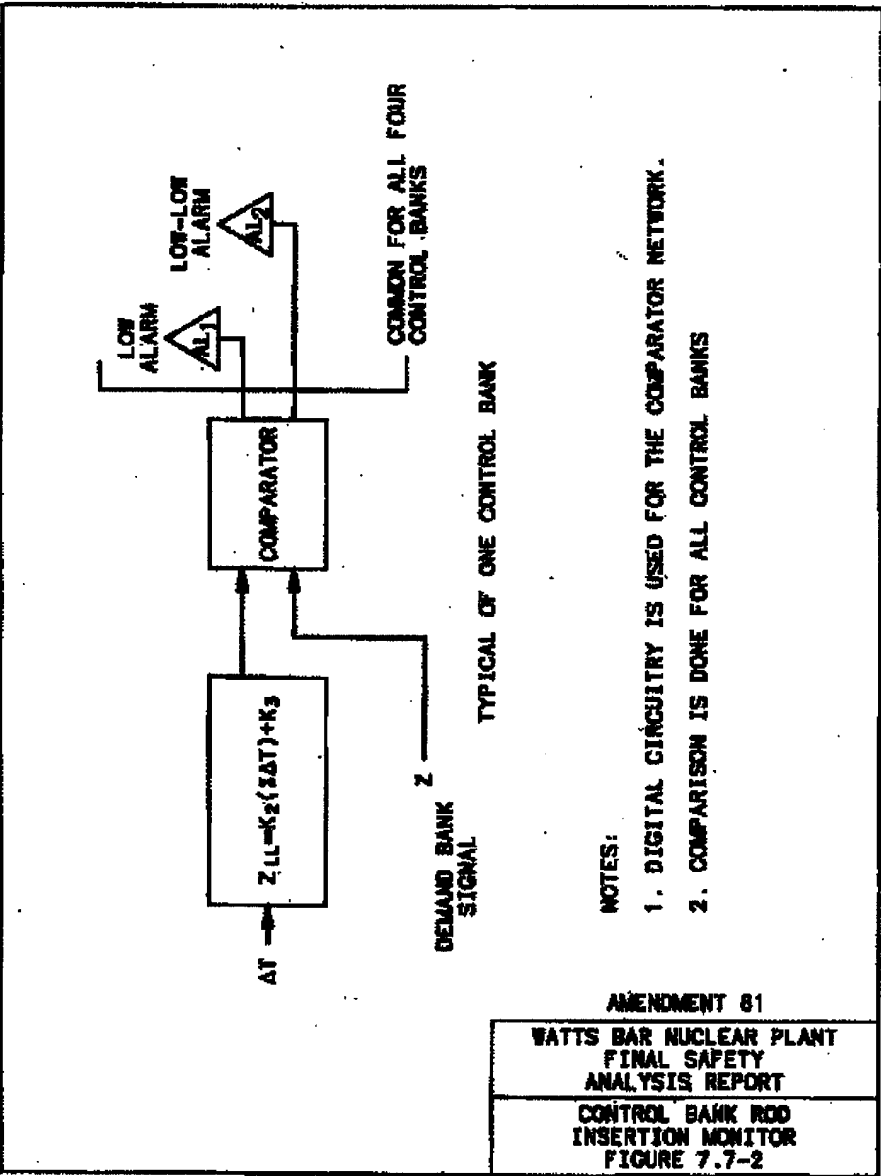 LOW
ALARM
AL1
LOW-LOW
ALARM
AL2
COMMON FOR ALL FOUR
CONTROL BANKS
COMPARATOR
ΔT
ZLL=K2(%ΔT)+K3
DEMAND BANK
SIGNAL
Z
TYPICAL OF ONE CONTROL BANK
NOTES:
1. DIGITAL CIRCUITRY IS USED FOR THE COMPARATOR NETWORK.
2. COMPARISON IS DONE FOR ALL CONTROL BANKS
AMENDMENT 81
WATTS BAR NUCLEAR PLANT
FINAL SAFETY
ANALYSIS REPORT
CONTROL BANK ROD
INSERTION MONITOR
FIGURE 7.7-2